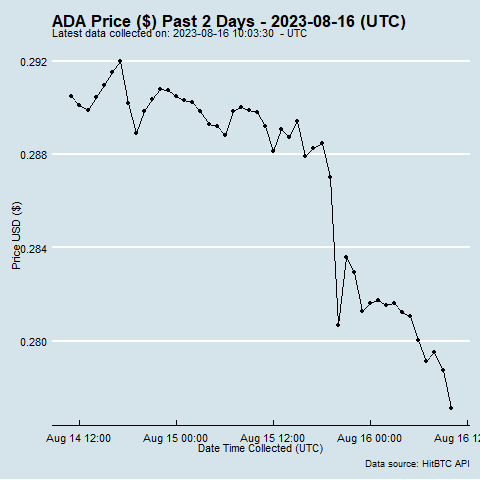 ADA Price ($) Past 2 Days - 2023-08-16 (UTC)
Latest data collected on: 2023-08-16 10:03:30 - UTC
0.292
0.288
0.284
0.280
Price USD ($)
Aug 14 12:00 Aug 15 00:00 Aug 15 12:00 Aug 16 00:00 Aug 16 12
Date Time Collected (UTC)
Data source: HitBTC API